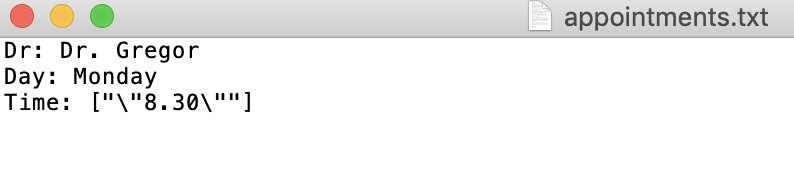 appointments.txt
Dr: Dr. Gregor
Day: Monday
Time: ["\"8.30\""]